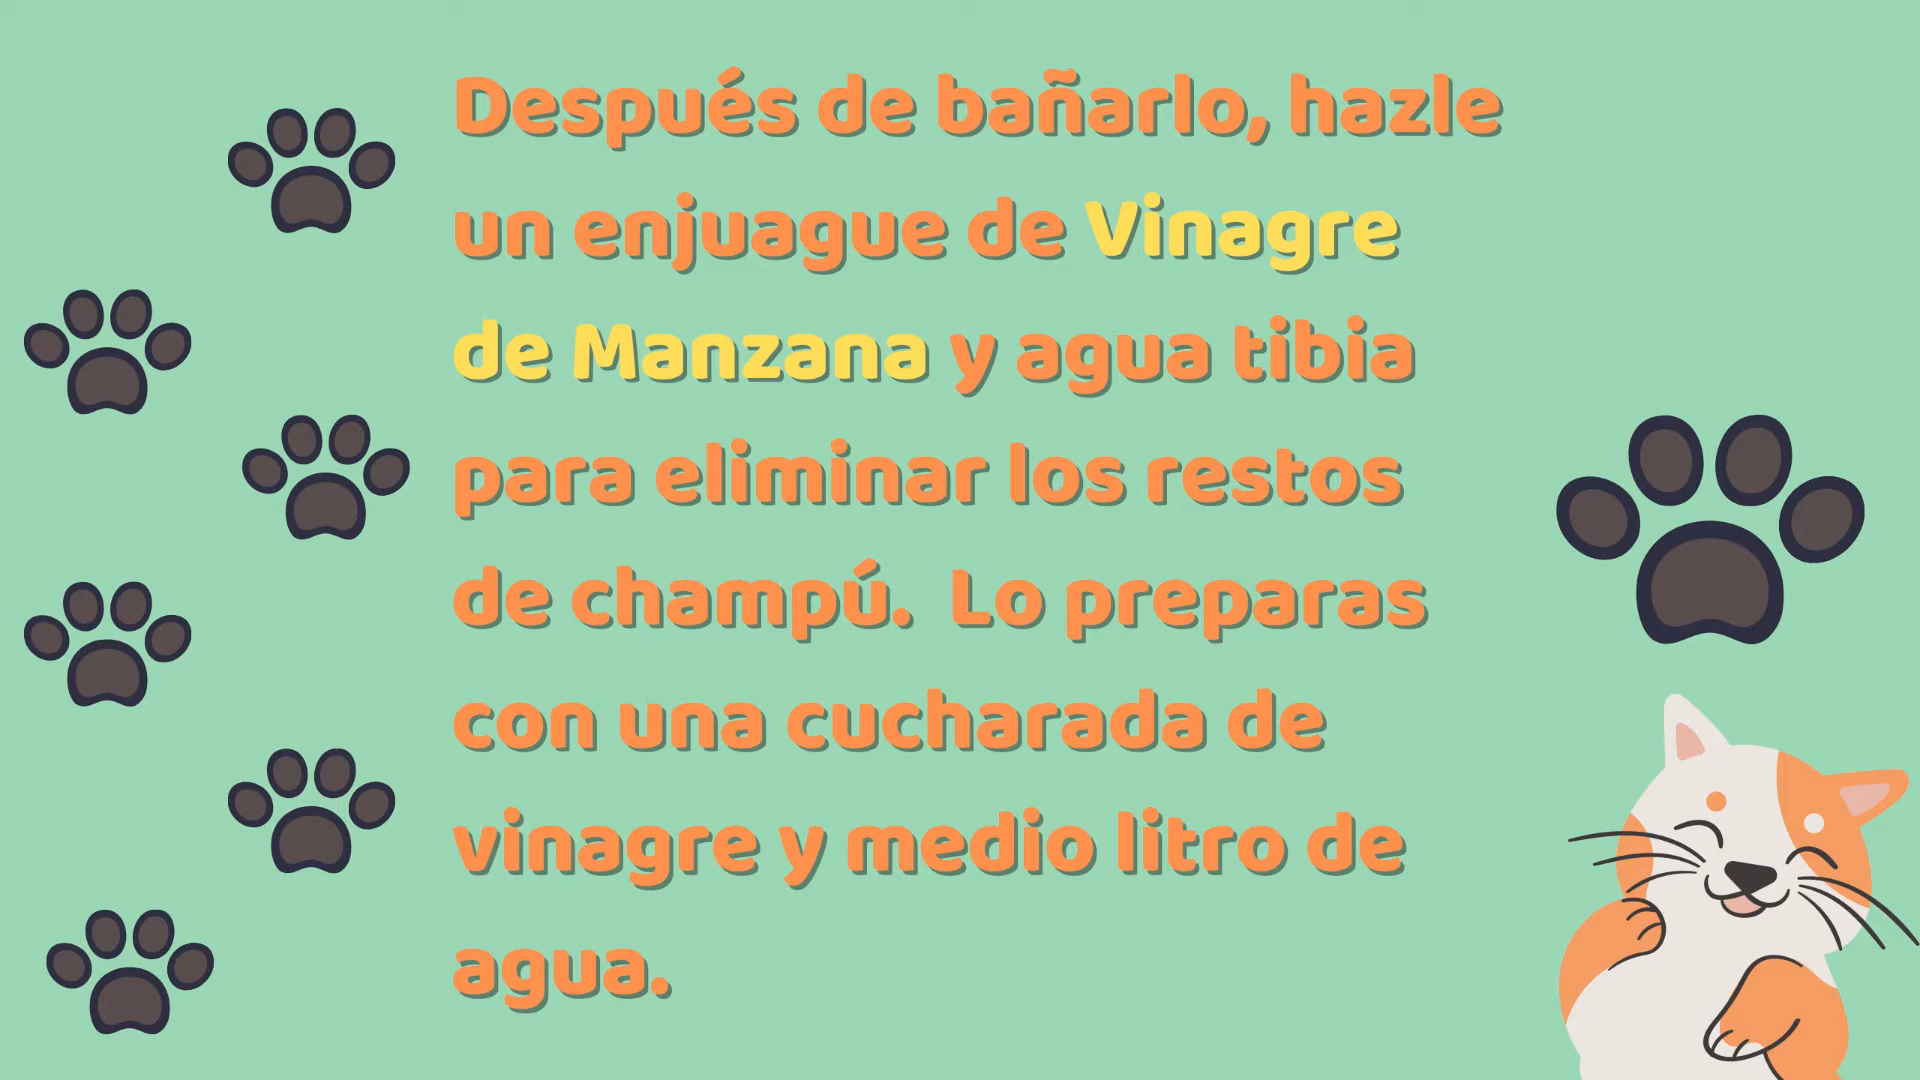 Después de bañarlo, hazle
un enjuague de Vinagre
de Manzana y agua tibia
para eliminar los restos
de champú. Lo preparas
con una cucharada de
vinagre y medio litro de
agua.